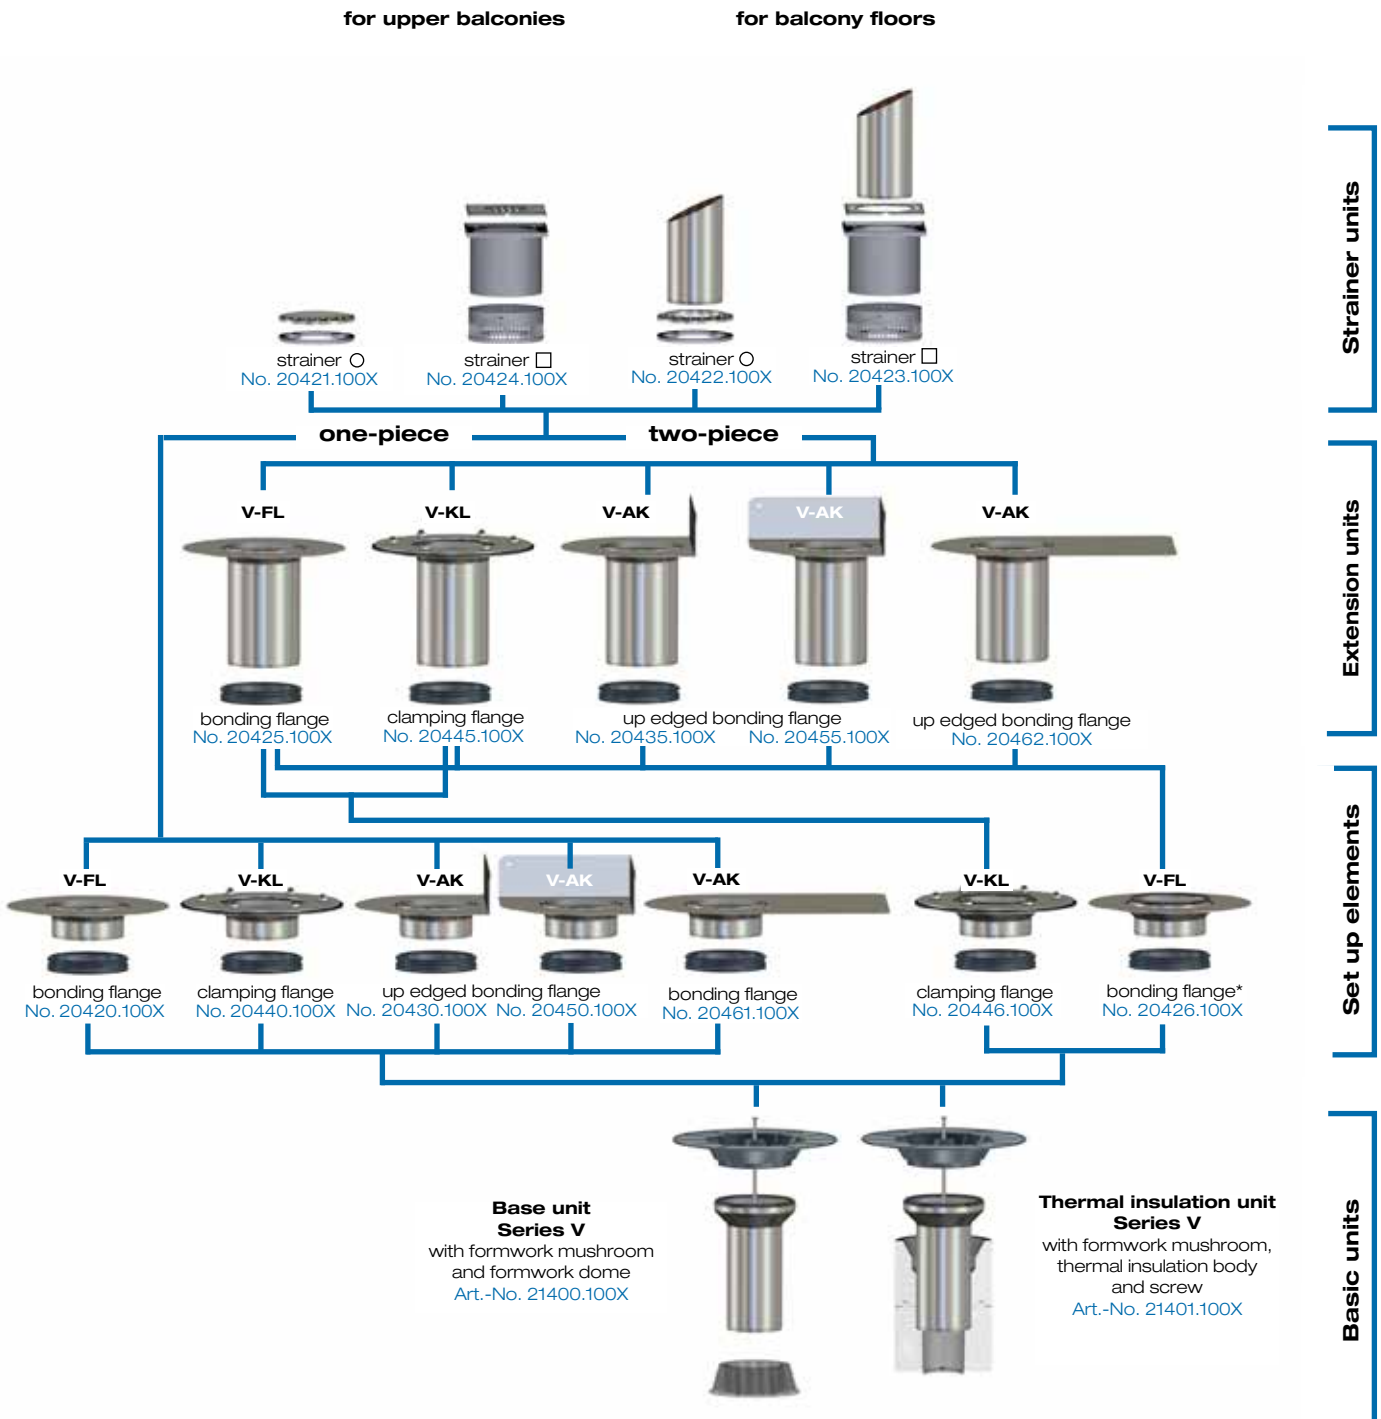 for upper balconies
for balcony floors
strainer ○
No. 20421.100X
strainer □
No. 20424.100X
strainer ○
No. 20422.100X
strainer □
No. 20423.100X
Strainer units
one-piece
two-piece
V-FL
V-KL
V-AK
V-AK
V-AK
bonding flange
No. 20425.100X
clamping flange
No. 20445.100X
up edged bonding flange
No. 20435.100X
No. 20455.100X
up edged bonding flange
No. 20462.100X
Extension units
V-FL
V-KL
V-AK
V-AK
V-AK
V-KL
V-FL
bonding flange
No. 20420.100X
clamping flange
No. 20440.100X
up edged bonding flange
No. 20430.100X
No. 20450.100X
bonding flange
No. 20461.100X
clamping flange
No. 20446.100X
bonding flange*
No. 20426.100X
Set up elements
Base unit
Series V
with formwork mushroom
and formwork dome
Art.-No. 21400.100X
Thermal insulation unit
Series V
with formwork mushroom,
thermal insulation body
and screw
Art.-No. 21401.100X
Basic units